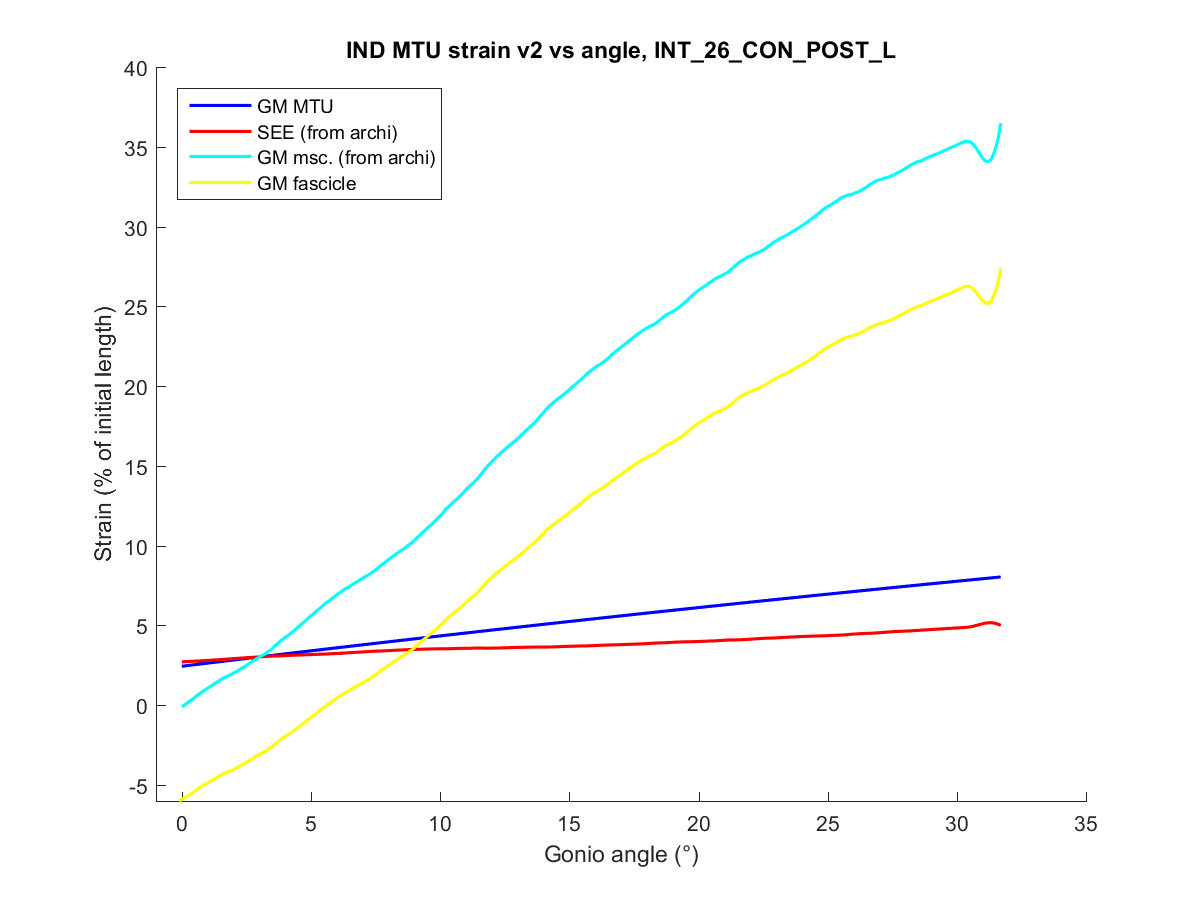 IND MTU strain v2 vs angle, INT_26_CON_POST_L
GM MTU
SEE (from archi)
GM msc. (from archi)
GM fascicle
Strain (% of initial length)
40
35
30
25
20
15
10
5
0
-5
0 5 10 15 20 25 30 35
Gonio angle (°)